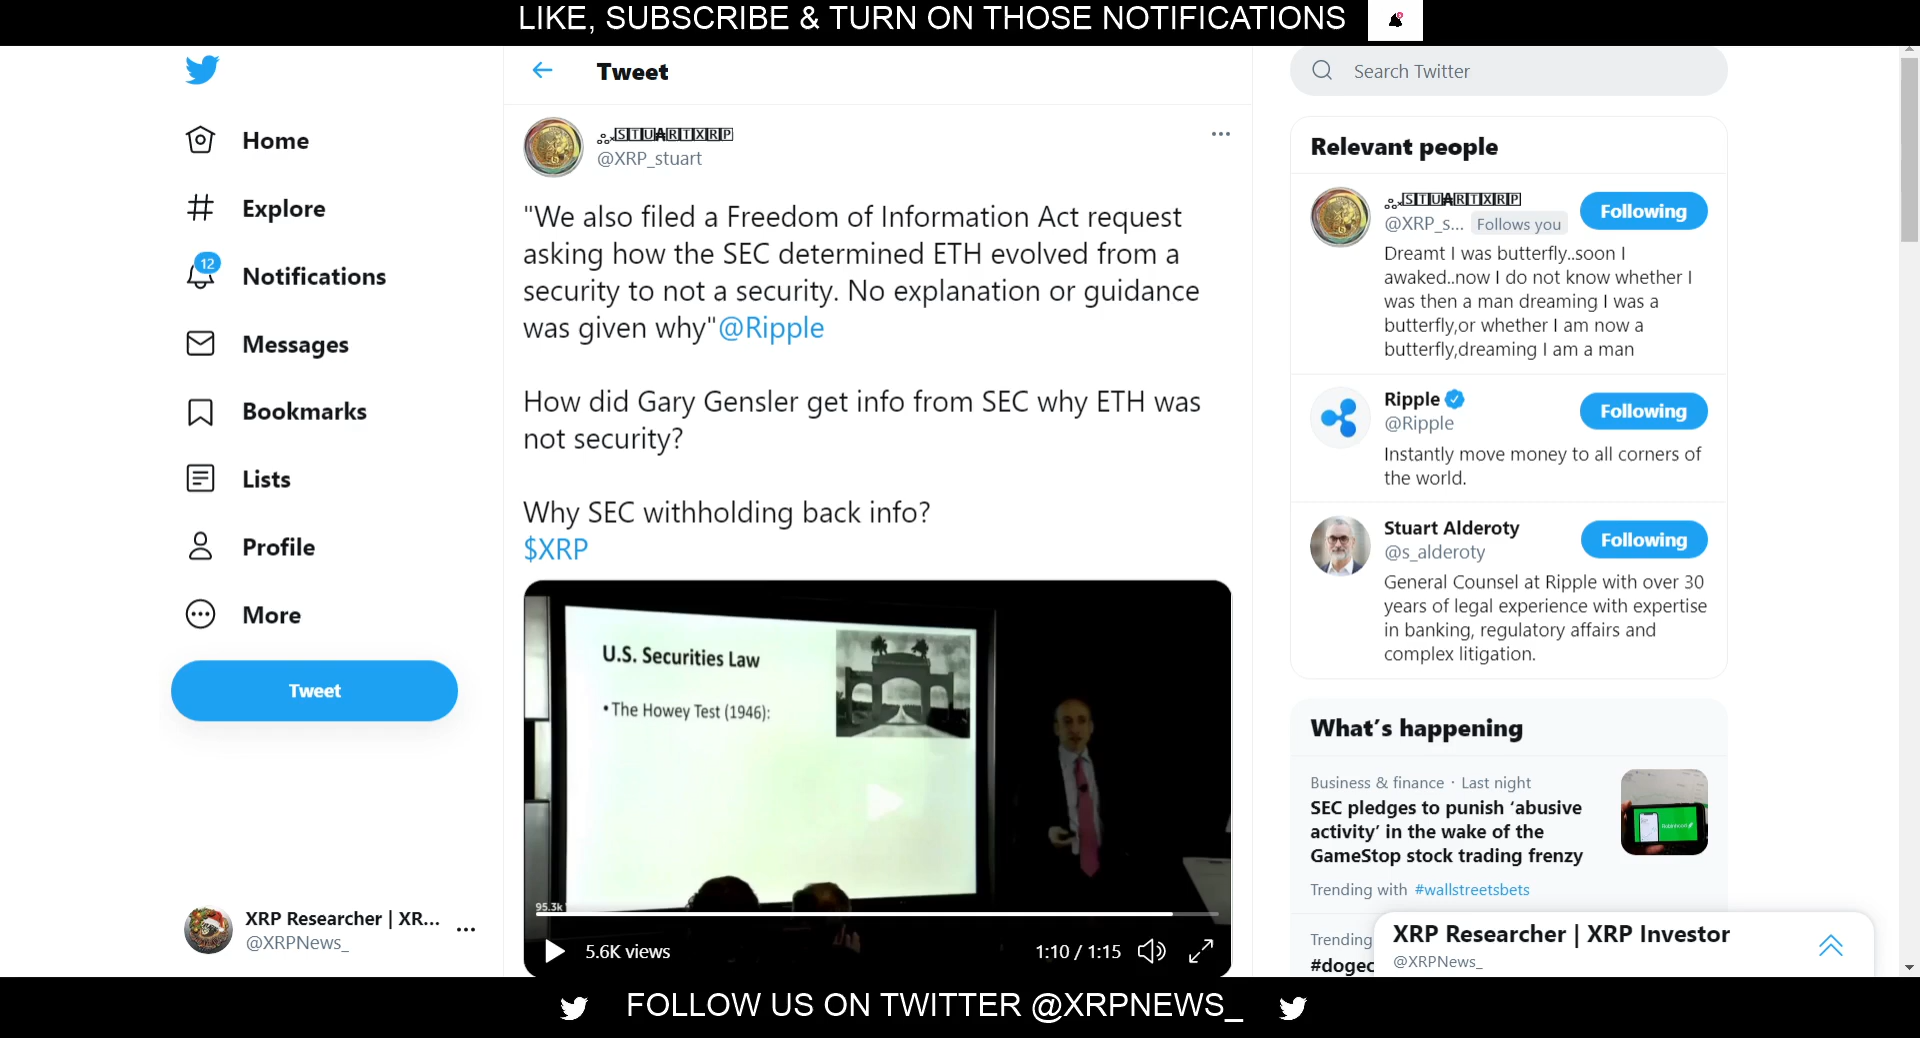 LIKE, SUBSCRIBE & TURN ON THOSE NOTIFICATIONS
Home
Explore
12
Notifications
Messages
Bookmarks
Lists
Profile
More
Tweet
XRP Researcher | XR...
@XRPNews_
Tweet
🅂🅃🅄₳🅁🅃🅇🅁🄿
@XRP_stuart
"We also filed a Freedom of Information Act request
asking how the SEC determined ETH evolved from a
security to not a security. No explanation or guidance
was given why"@Ripple
How did Gary Gensler get info from SEC why ETH was
not security?
Why SEC withholding back info?
$XRP
U.S. Securities Law
•The Howey Test (1946):
95.3k
5.6K views
1:10 / 1:15
Search Twitter
Relevant people
🅂🅃🅄₳🅁🅃🅇🅁🄿
@XRP_s... Follows you
Following
Dreamt I was butterfly..soon I
awaked..now I do not know whether I
was then a man dreaming I was a
butterfly,or whether I am now a
butterfly,dreaming I am a man
Ripple
@Ripple
Following
Instantly move money to all corners of
the world.
Stuart Alderoty
@s_alderoty
Following
General Counsel at Ripple with over 30
years of legal experience with expertise
in banking, regulatory affairs and
complex litigation.
What's happening
Business & finance · Last night
SEC pledges to punish 'abusive
activity' in the wake of the
GameStop stock trading frenzy
Trending with #wallstreetsbets
Robinhood
Trending
#dogec
XRP Researcher | XRP Investor
@XRPNews_
FOLLOW US ON TWITTER @XRPNEWS_